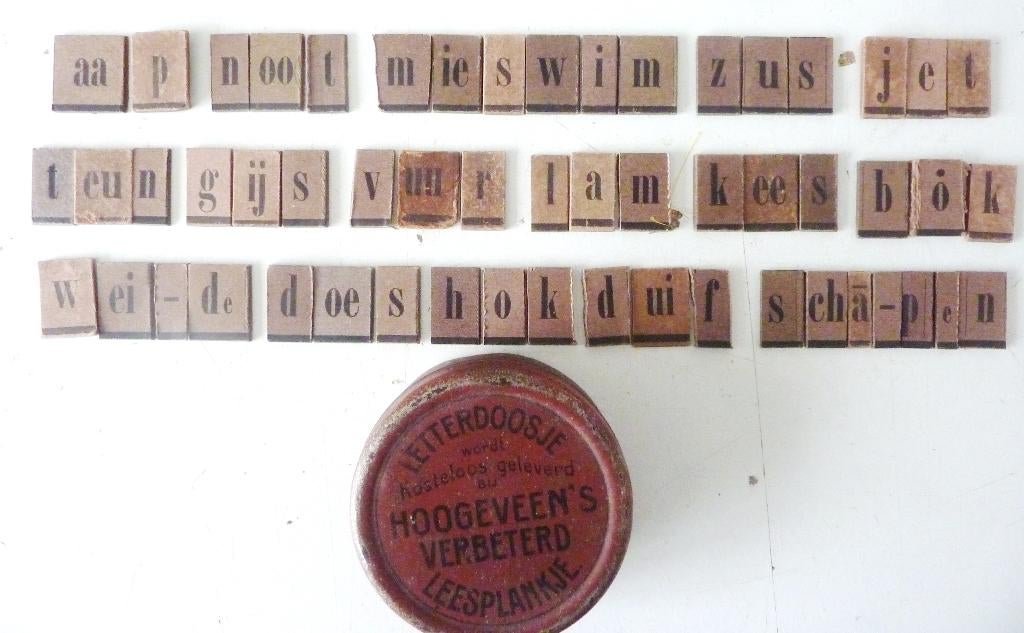 aap noot mies wim zus jet
teun gijs vuur lam kees bok
Wei-de does hok duif schā-pen
LETTERDOOSJE
wordt
kosteloos geleverd
BIJ
HOOGEVEEN'S
VERBETERD
LEESPLANKJE